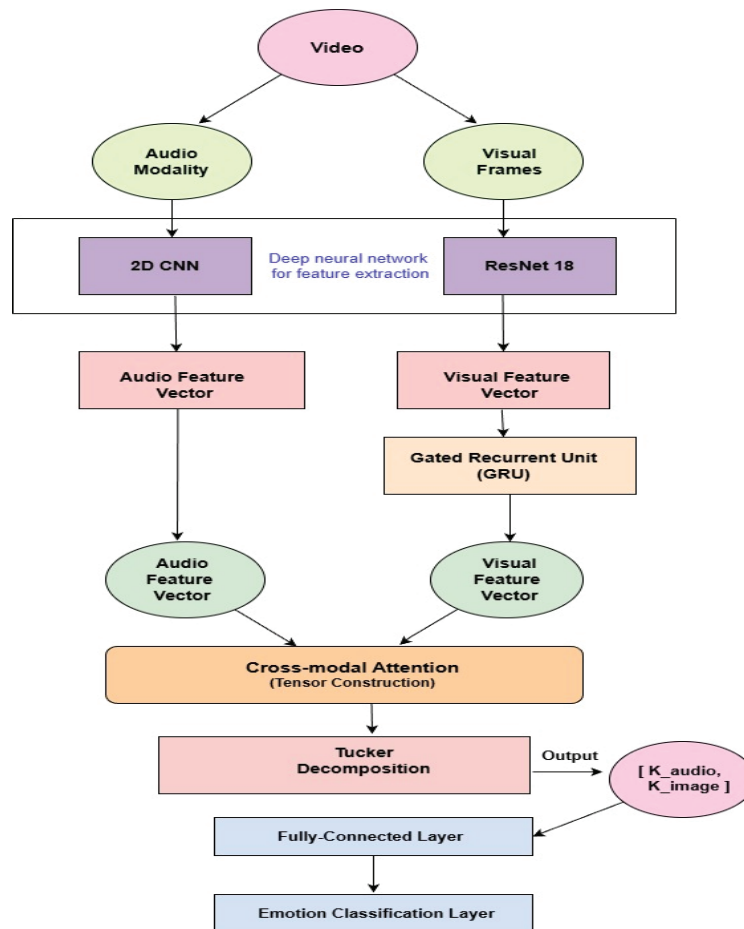 Video
Audio
Modality
Visual
Frames
2D CNN
Deep neural network
for feature extraction
ResNet 18
Audio Feature
Vector
Visual Feature
Vector
Gated Recurrent Unit
(GRU)
Audio
Feature
Vector
Visual
Feature
Vector
Cross-modal Attention
(Tensor Construction)
Tucker
Decomposition
Output
[ K_audio,
K_image ]
Fully-Connected Layer
Emotion Classification Layer